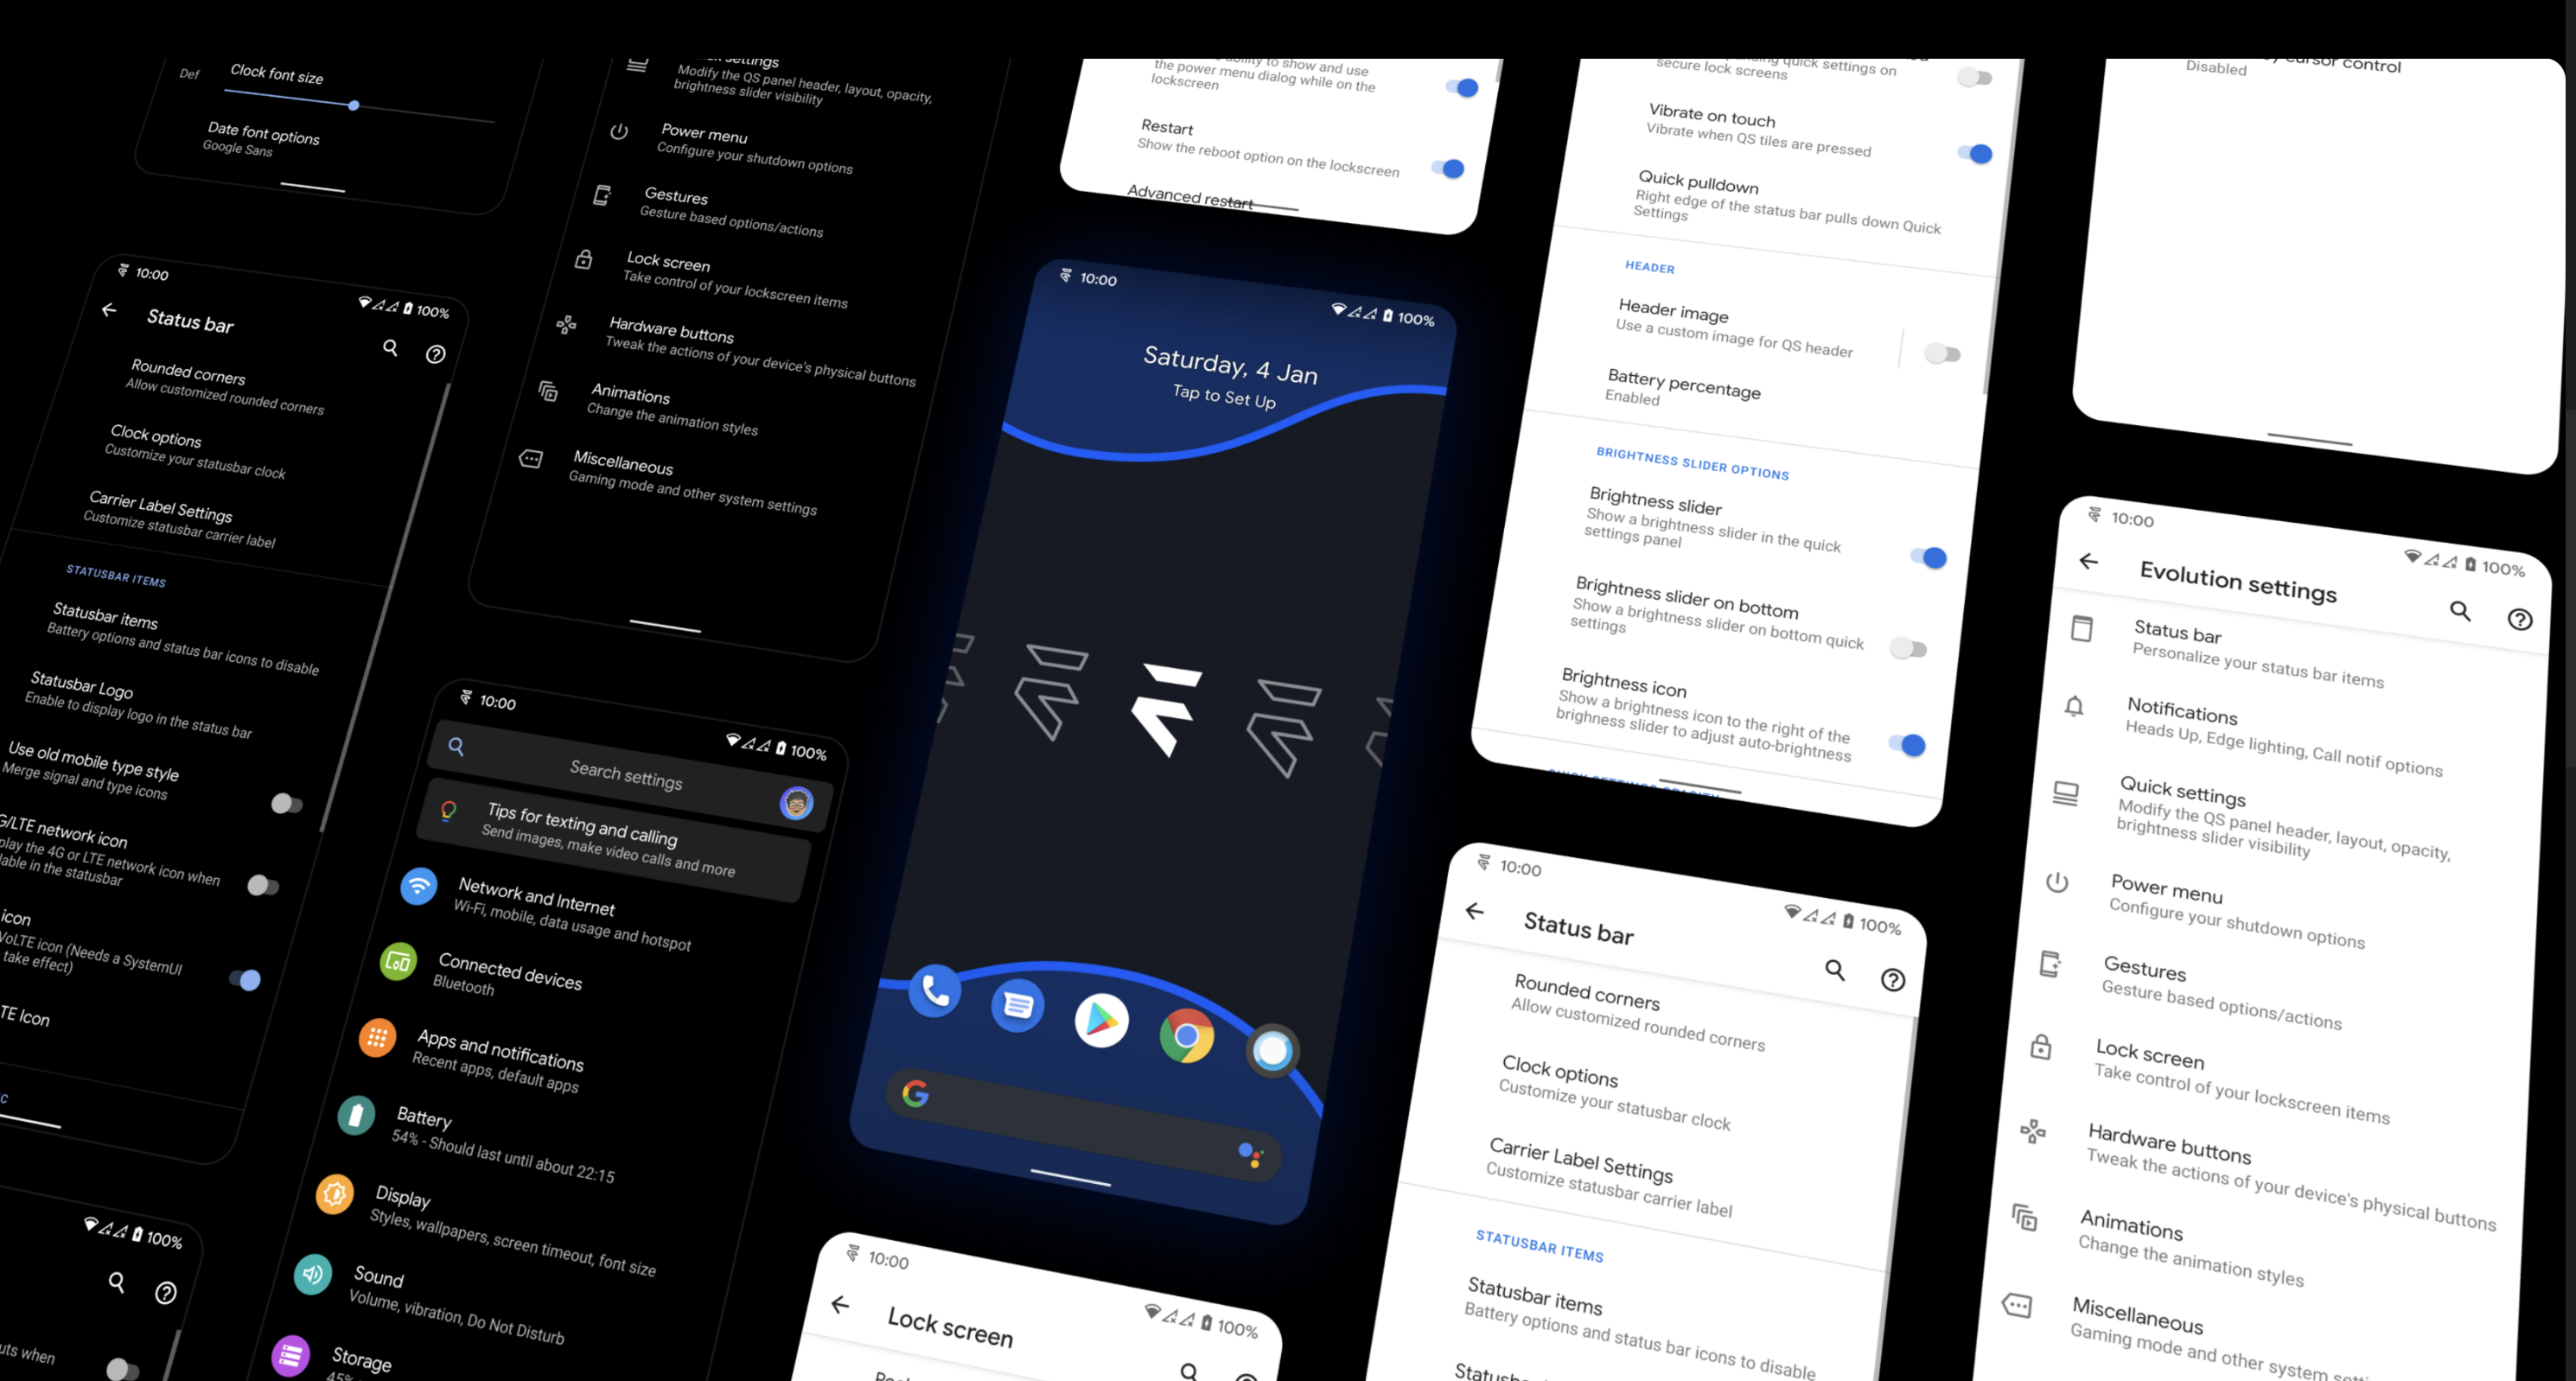 Def
Clock font size
Date font options
Google Sans
10:00
100%
Status bar
Rounded corners
Allow customized rounded corners
Clock options
Customize your statusbar clock
Carrier Label Settings
Customize statusbar carrier label
STATUSBAR ITEMS
Statusbar items
Battery options and status bar icons to disable
Statusbar Logo
Enable to display logo in the status bar
Use old mobile type style
Merge signal and type icons
G/LTE network icon
play the 4G or LTE network icon when
lable in the statusbar
icon
VoLTE icon (Needs a SystemUI
take effect)
TE Icon
100%
uts when
settings
Modify the QS panel header, layout, opacity,
brightness slider visibility
Power menu
Configure your shutdown options
Gestures
Gesture based options/actions
Lock screen
Take control of your lockscreen items
Hardware buttons
Tweak the actions of your device's physical buttons
Animations
Change the animation styles
Miscellaneous
Gaming mode and other system settings
10:00
100%
Search settings
Tips for texting and calling
Send images, make video calls and more
Network and Internet
Wi-Fi, mobile, data usage and hotspot
Connected devices
Bluetooth
Apps and notifications
Recent apps, default apps
Battery
54% - Should last until about 22:15
Display
Styles, wallpapers, screen timeout, font size
Sound
Volume, vibration, Do Not Disturb
Storage
45%
ability to show and use
the power menu dialog while on the
lockscreen
Restart
Show the reboot option on the lockscreen
Advanced restart
10:00
100%
Saturday, 4 Jan
Tap to Set Up
10:00
100%
Lock screen
quick settings on
secure lock screens
Vibrate on touch
Vibrate when QS tiles are pressed
Quick pulldown
Right edge of the status bar pulls down Quick
Settings
HEADER
Header image
Use a custom image for QS header
Battery percentage
Enabled
BRIGHTNESS SLIDER OPTIONS
Brightness slider
Show a brightness slider in the quick
settings panel
Brightness slider on bottom
Show a brightness slider on bottom quick
settings
Brightness icon
Show a brightness icon to the right of the
brighness slider to adjust auto-brightness
QUICK SETTINGS OPACITY
10:00
100%
Status bar
Rounded corners
Allow customized rounded corners
Clock options
Customize your statusbar clock
Carrier Label Settings
Customize statusbar carrier label
STATUSBAR ITEMS
Statusbar items
Battery options and status bar icons to disable
cursor control
Disabled
10:00
100%
Evolution settings
Status bar
Personalize your status bar items
Notifications
Heads Up, Edge lighting, Call notif options
Quick settings
Modify the QS panel header, layout, opacity,
brightness slider visibility
Power menu
Configure your shutdown options
Gestures
Gesture based options/actions
Lock screen
Take control of your lockscreen items
Hardware buttons
Tweak the actions of your device's physical buttons
Animations
Change the animation styles
Miscellaneous
Gaming mode and other system